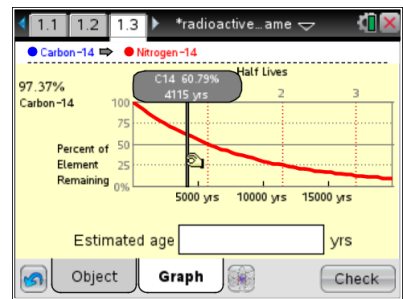 1.1 1.2 1.3 *radioactive...ame
Carbon-14 ⇨ Nitrogen-14
97.37%
Carbon-14
C14 60.79%
4115 yrs
Half Lives
2 3
100
75
50
25
0%
Percent of
Element
Remaining
5000 yrs 10000 yrs 15000 yrs
Estimated age yrs
Object Graph Check